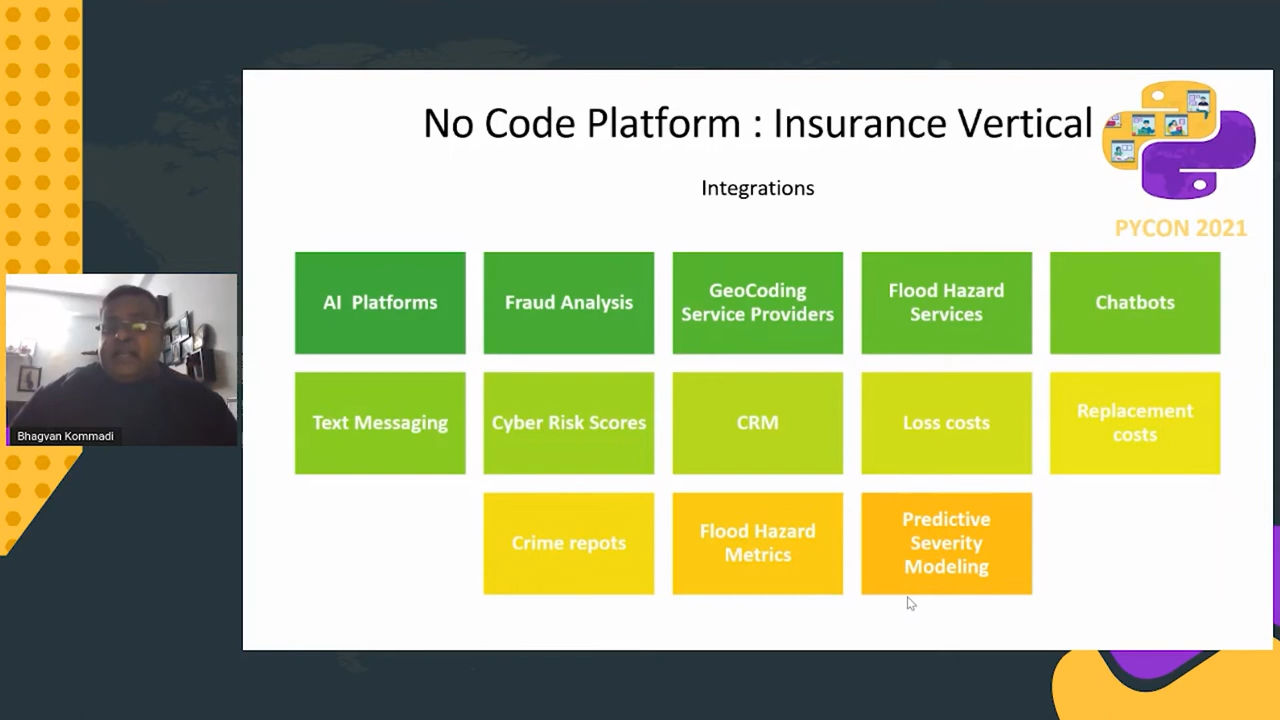 No Code Platform : Insurance Vertical
Integrations
PYCON 2021
AI Platforms
Fraud Analysis
GeoCoding
Service Providers
Flood Hazard
Services
Chatbots
Text Messaging
Cyber Risk Scores
CRM
Loss costs
Replacement
costs
Crime repots
Flood Hazard
Metrics
Predictive
Severity
Modeling
Bhagvan Kommadi